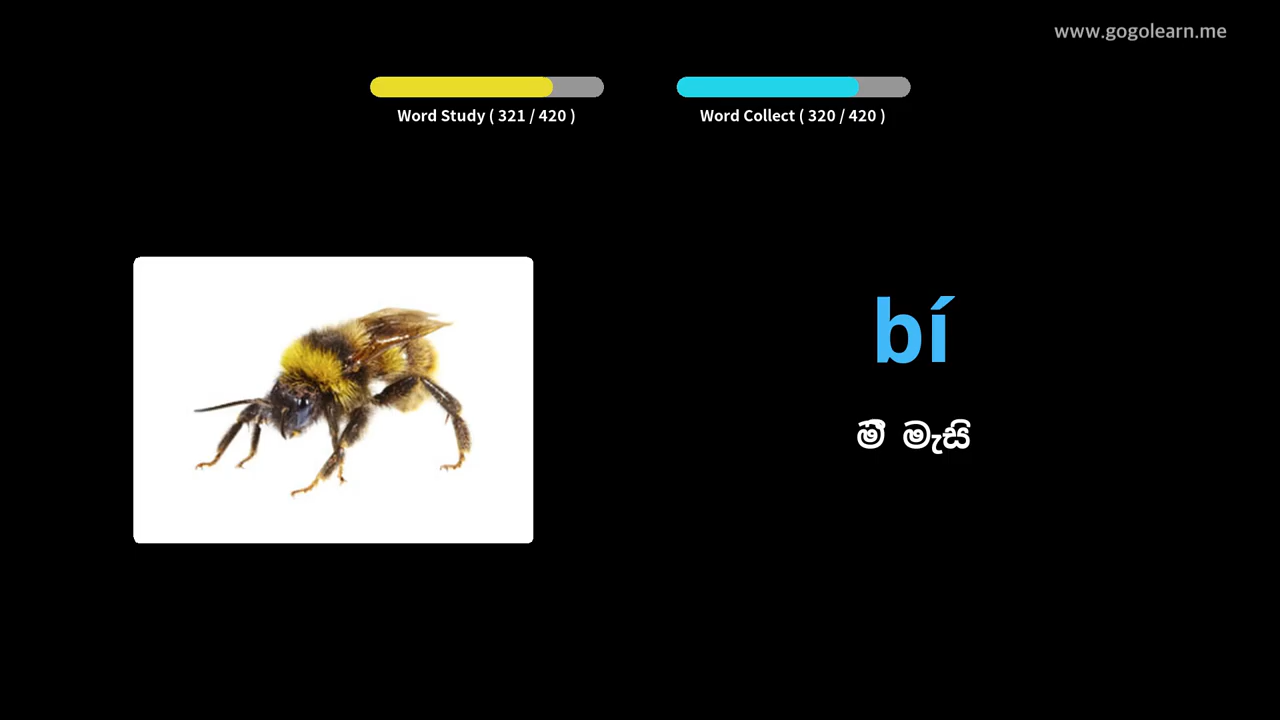 www.gogolearn.me
Word Study ( 321 / 420 )
Word Collect ( 320 / 420 )
bí
මී මැසි